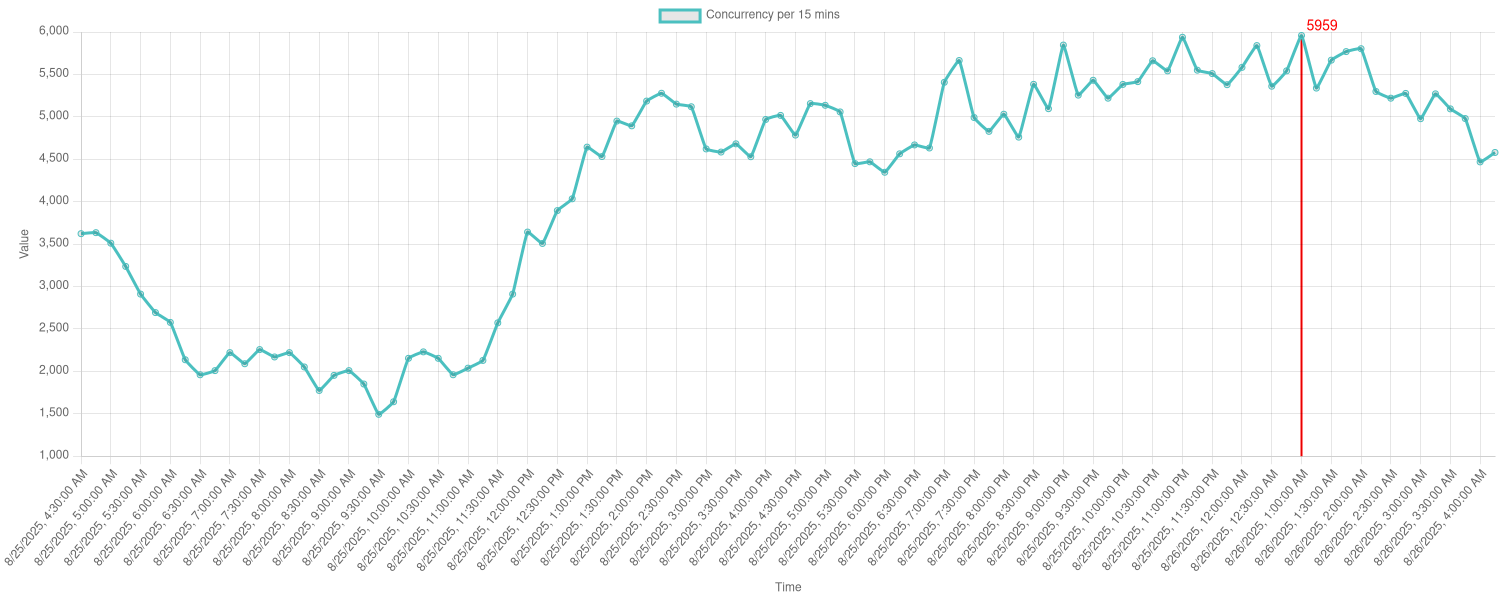 Concurrency per 15 mins
5959
6,000
5,500
5,000
4,500
4,000
3,500
3,000
2,500
2,000
1,500
1,000
Value
8/25/2025, 4:30:00 AM
8/25/2025, 5:00:00 AM
8/25/2025, 5:30:00 AM
8/25/2025, 6:00:00 AM
8/25/2025, 6:30:00 AM
8/25/2025, 7:00:00 AM
8/25/2025, 7:30:00 AM
8/25/2025, 8:00:00 AM
8/25/2025, 8:30:00 AM
8/25/2025, 9:00:00 AM
8/25/2025, 9:30:00 AM
8/25/2025, 10:00:00 AM
8/25/2025, 10:30:00 AM
8/25/2025, 11:00:00 AM
8/25/2025, 11:30:00 AM
8/25/2025, 12:00:00 PM
8/25/2025, 12:30:00 PM
8/25/2025, 1:00:00 PM
8/25/2025, 1:30:00 PM
8/25/2025, 2:00:00 PM
8/25/2025, 2:30:00 PM
8/25/2025, 3:00:00 PM
8/25/2025, 3:30:00 PM
8/25/2025, 4:00:00 PM
8/25/2025, 4:30:00 PM
8/25/2025, 5:00:00 PM
8/25/2025, 5:30:00 PM
8/25/2025, 6:00:00 PM
8/25/2025, 6:30:00 PM
8/25/2025, 7:00:00 PM
8/25/2025, 7:30:00 PM
8/25/2025, 8:00:00 PM
8/25/2025, 8:30:00 PM
8/25/2025, 9:00:00 PM
8/25/2025, 9:30:00 PM
8/25/2025, 10:00:00 PM
8/25/2025, 10:30:00 PM
8/25/2025, 11:00:00 PM
8/25/2025, 11:30:00 PM
8/26/2025, 12:00:00 AM
8/26/2025, 12:30:00 AM
8/26/2025, 1:00:00 AM
8/26/2025, 1:30:00 AM
8/26/2025, 2:00:00 AM
8/26/2025, 2:30:00 AM
8/26/2025, 3:00:00 AM
8/26/2025, 3:30:00 AM
8/26/2025, 4:00:00 AM
Time